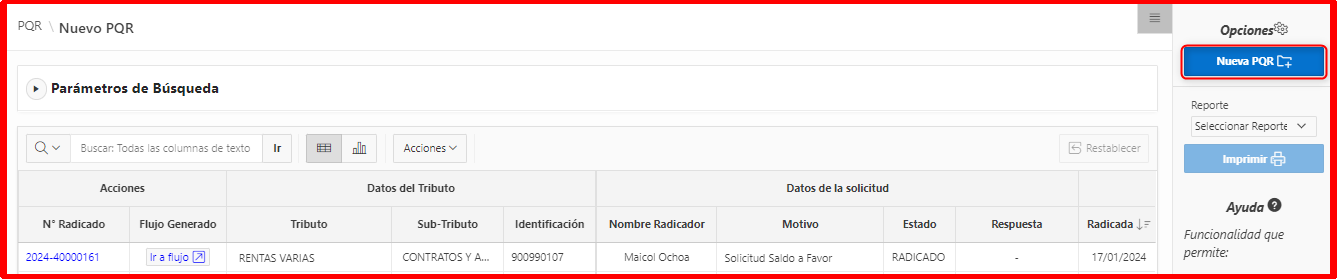 PQR \ Nuevo PQR
Parámetros de Búsqueda
Buscar: Todas las columnas de texto Ir Acciones Restablecer
Acciones Datos del Tributo Datos de la solicitud
N° Radicado Flujo Generado Tributo Sub-Tributo Identificación Nombre Radicador Motivo Estado Respuesta Radicada
2024-40000161 Ir a flujo RENTAS VARIAS CONTRATOS Y A... 900990107 Maicol Ochoa Solicitud Saldo a Favor RADICADO - 17/01/2024
Opciones
Nueva PQR
Reporte
Seleccionar Reporte
Imprimir
Ayuda ?
Funcionalidad que
permite: